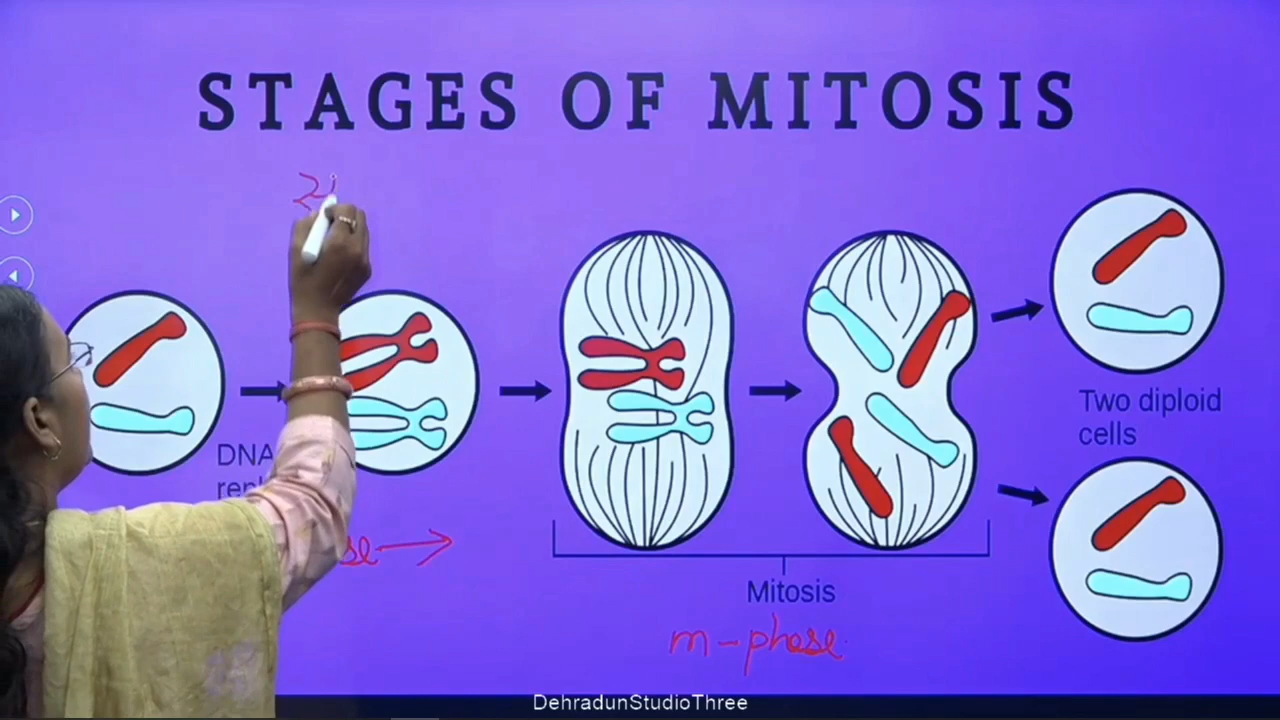 STAGES OF MITOSIS
Two diploid
cells
DNA
Mitosis
m-phase
DehradunStudioThree